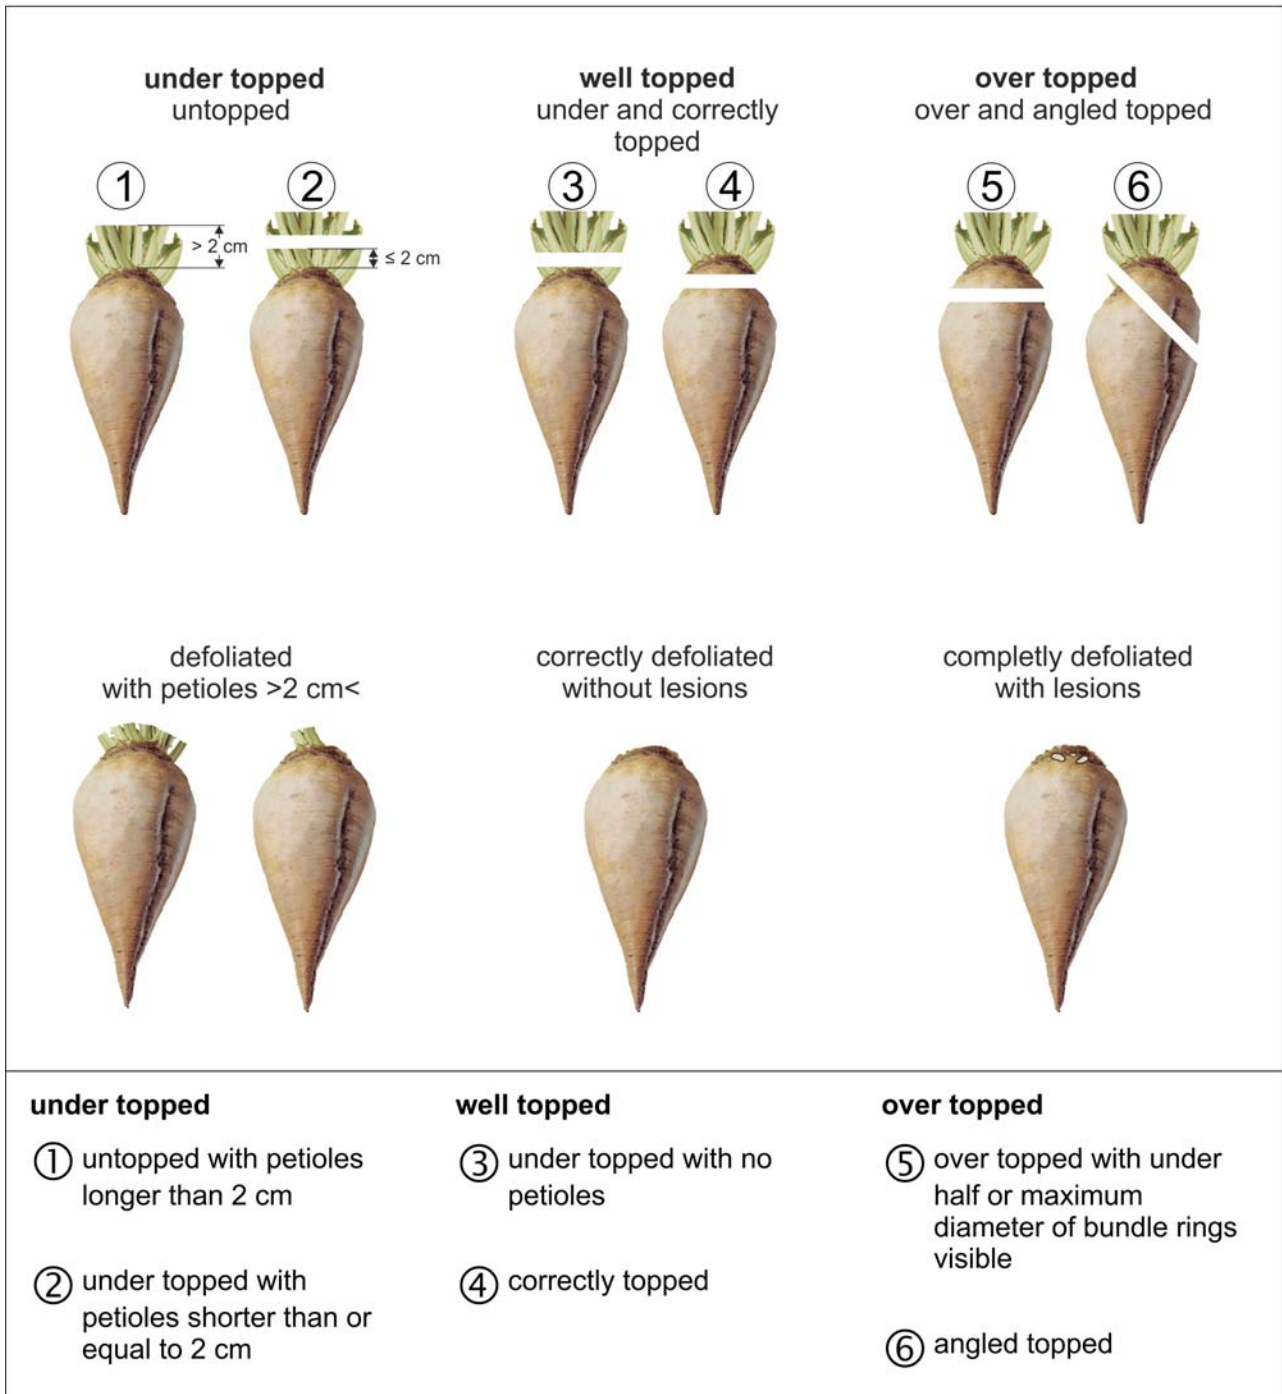 under topped
untopped
well topped
under and correctly
topped
over topped
over and angled topped
1
2
3
4
5
6
> 2 cm
≤ 2 cm
defoliated
with petioles >2 cm<
correctly defoliated
without lesions
completly defoliated
with lesions
under topped
1 untopped with petioles
longer than 2 cm
2 under topped with
petioles shorter than or
equal to 2 cm
well topped
3 under topped with no
petioles
4 correctly topped
over topped
5 over topped with under
half or maximum
diameter of bundle rings
visible
6 angled topped